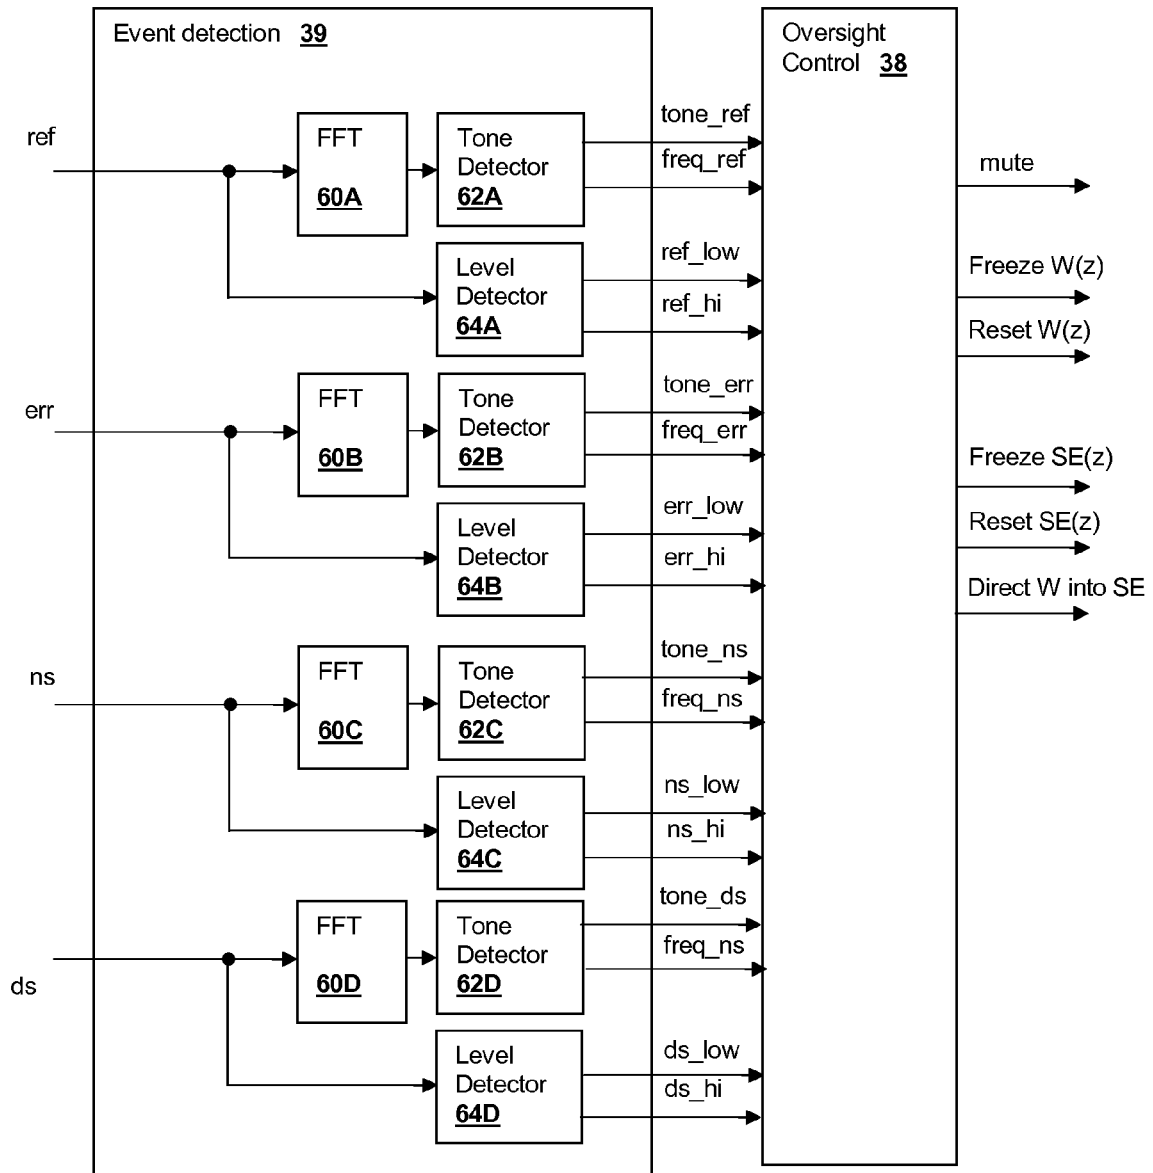 Event detection 39
Oversight
Control 38
ref
FFT
60A
Tone
Detector
62A
tone_ref
freq_ref
Level
Detector
64A
ref_low
ref_hi
err
FFT
60B
Tone
Detector
62B
tone_err
freq_err
Level
Detector
64B
err_low
err_hi
ns
FFT
60C
Tone
Detector
62C
tone_ns
freq_ns
Level
Detector
64C
ns_low
ns_hi
ds
FFT
60D
Tone
Detector
62D
tone_ds
freq_ns
Level
Detector
64D
ds_low
ds_hi
mute
Freeze W(z)
Reset W(z)
Freeze SE(z)
Reset SE(z)
Direct W into SE